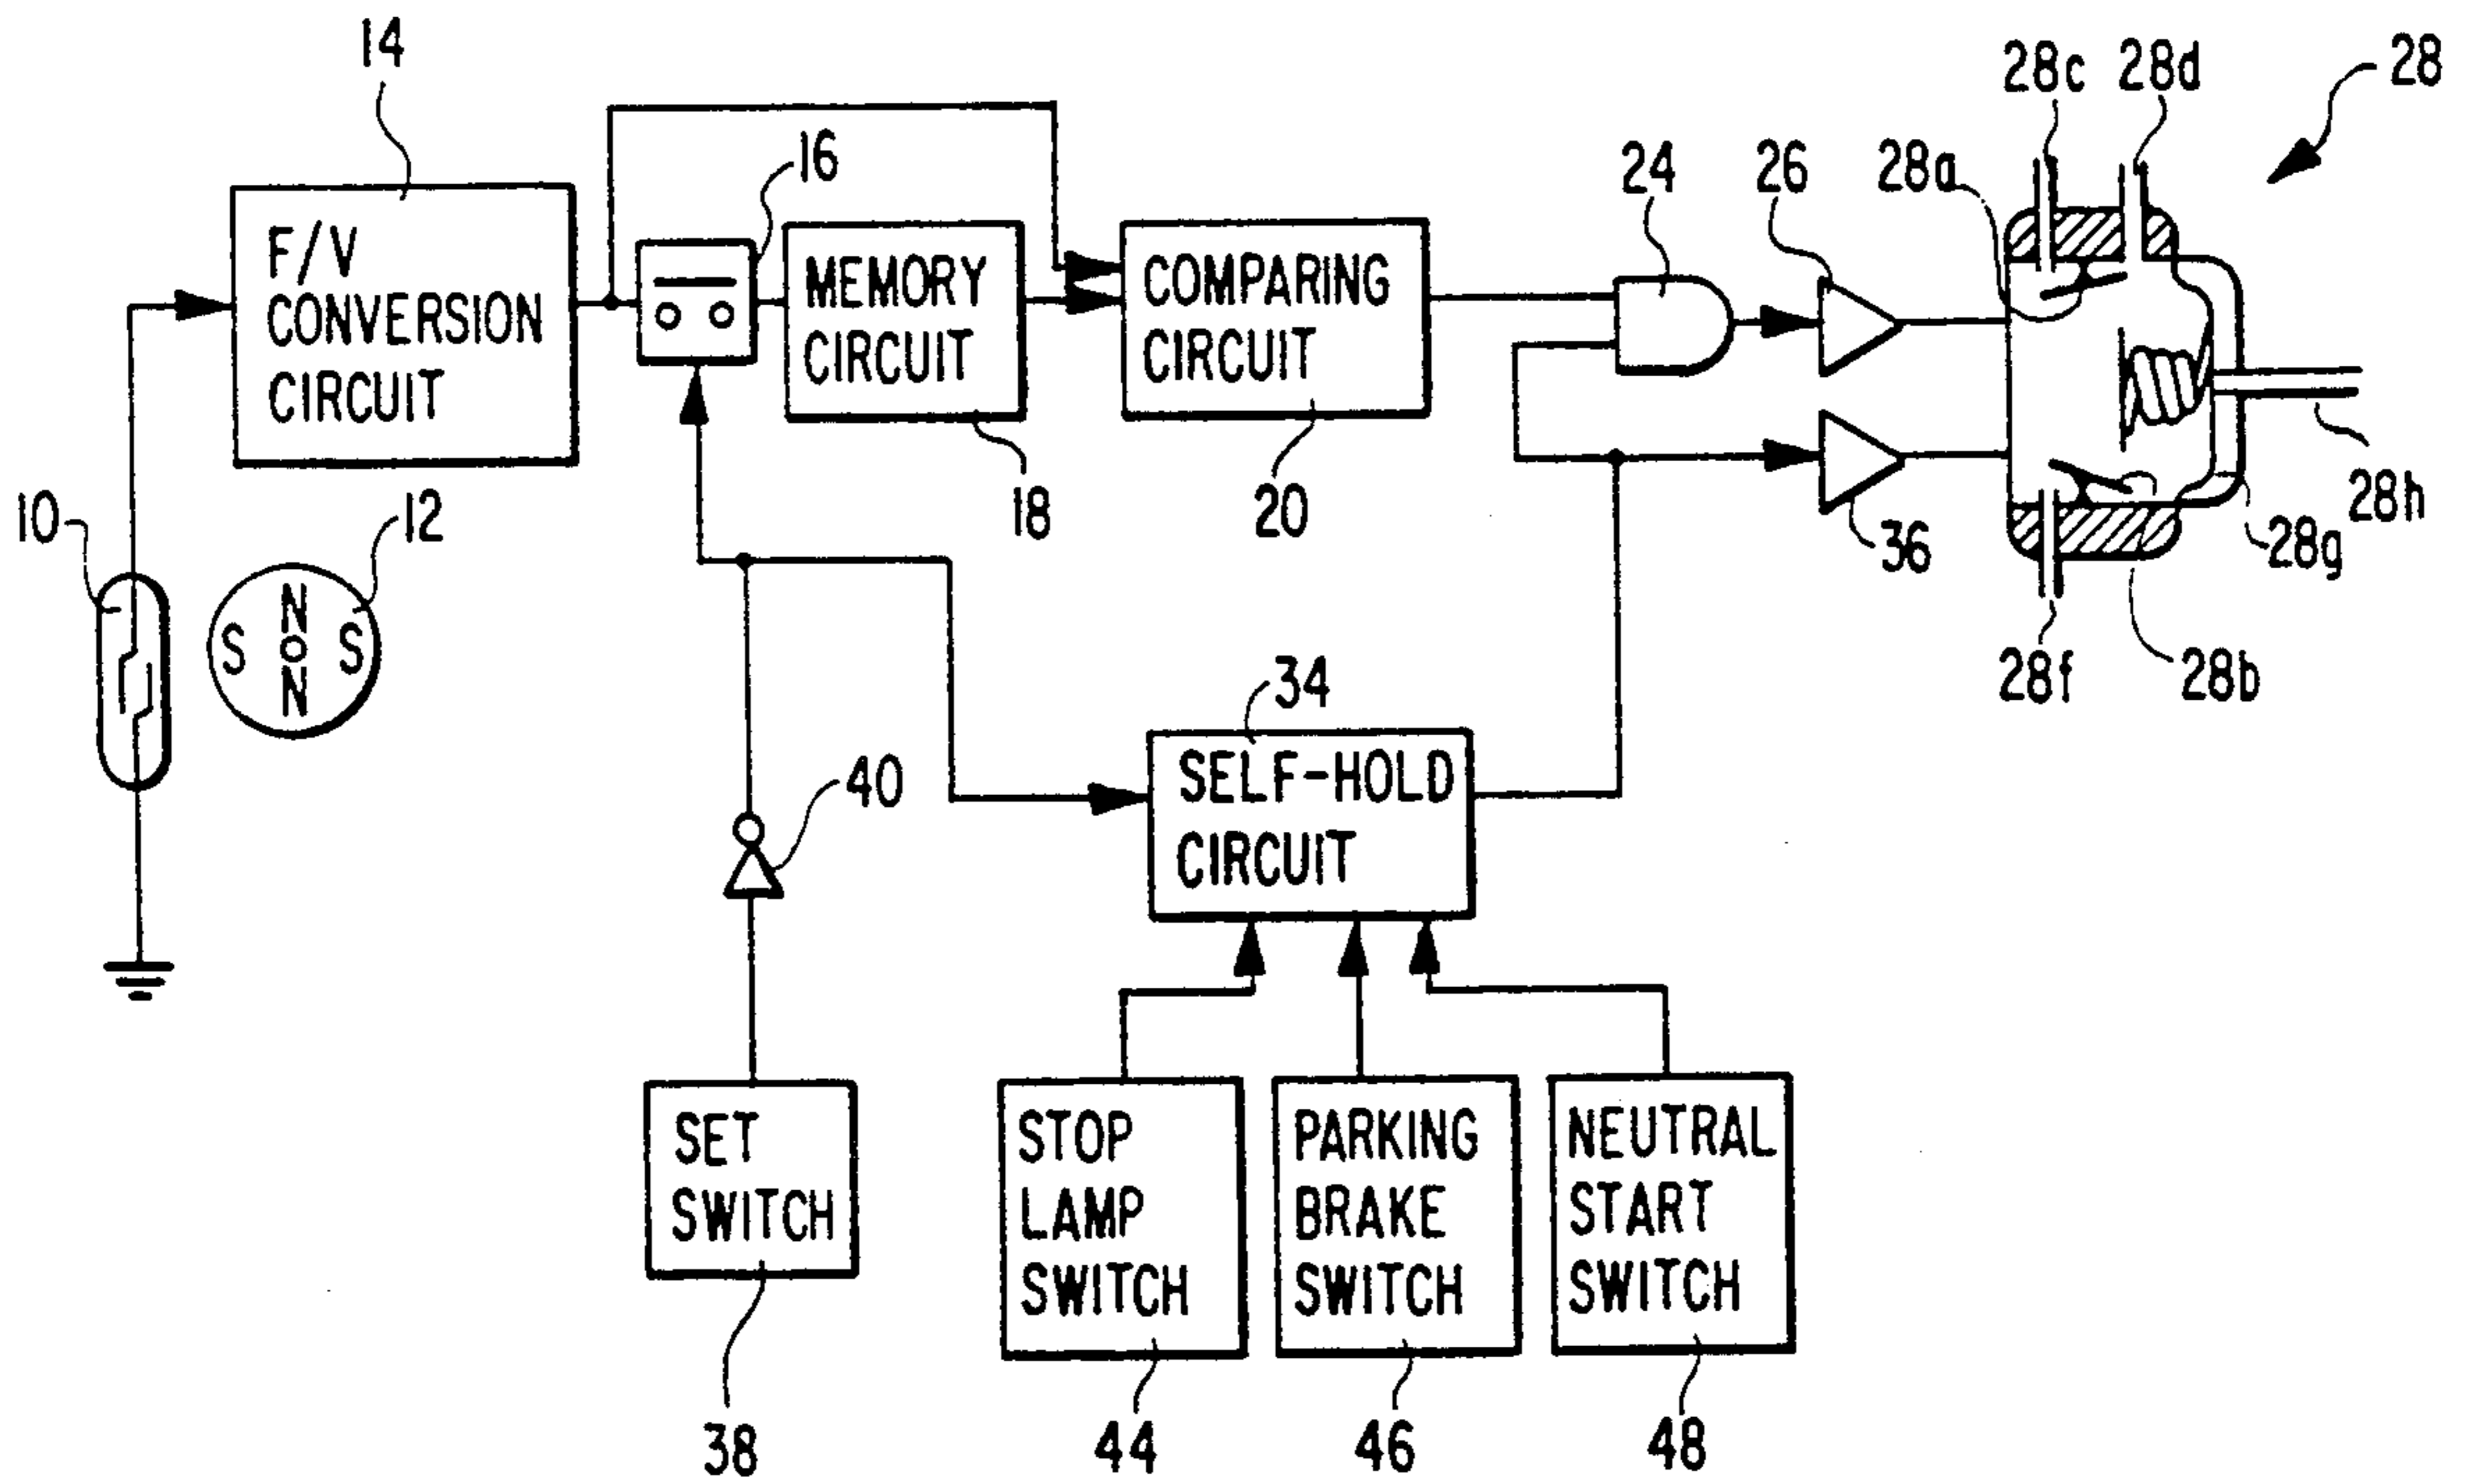 14
28c 28d
28
16
24
26
28a
F/V
CONVERSION
CIRCUIT
MEMORY
CIRCUIT
COMPARING
CIRCUIT
10
12
18
20
36
28h
28g
N
S O S
N
28f
28b
34
40
SELF-HOLD
CIRCUIT
SET
SWITCH
STOP
LAMP
SWITCH
PARKING
BRAKE
SWITCH
NEUTRAL
START
SWITCH
38
44
46
48